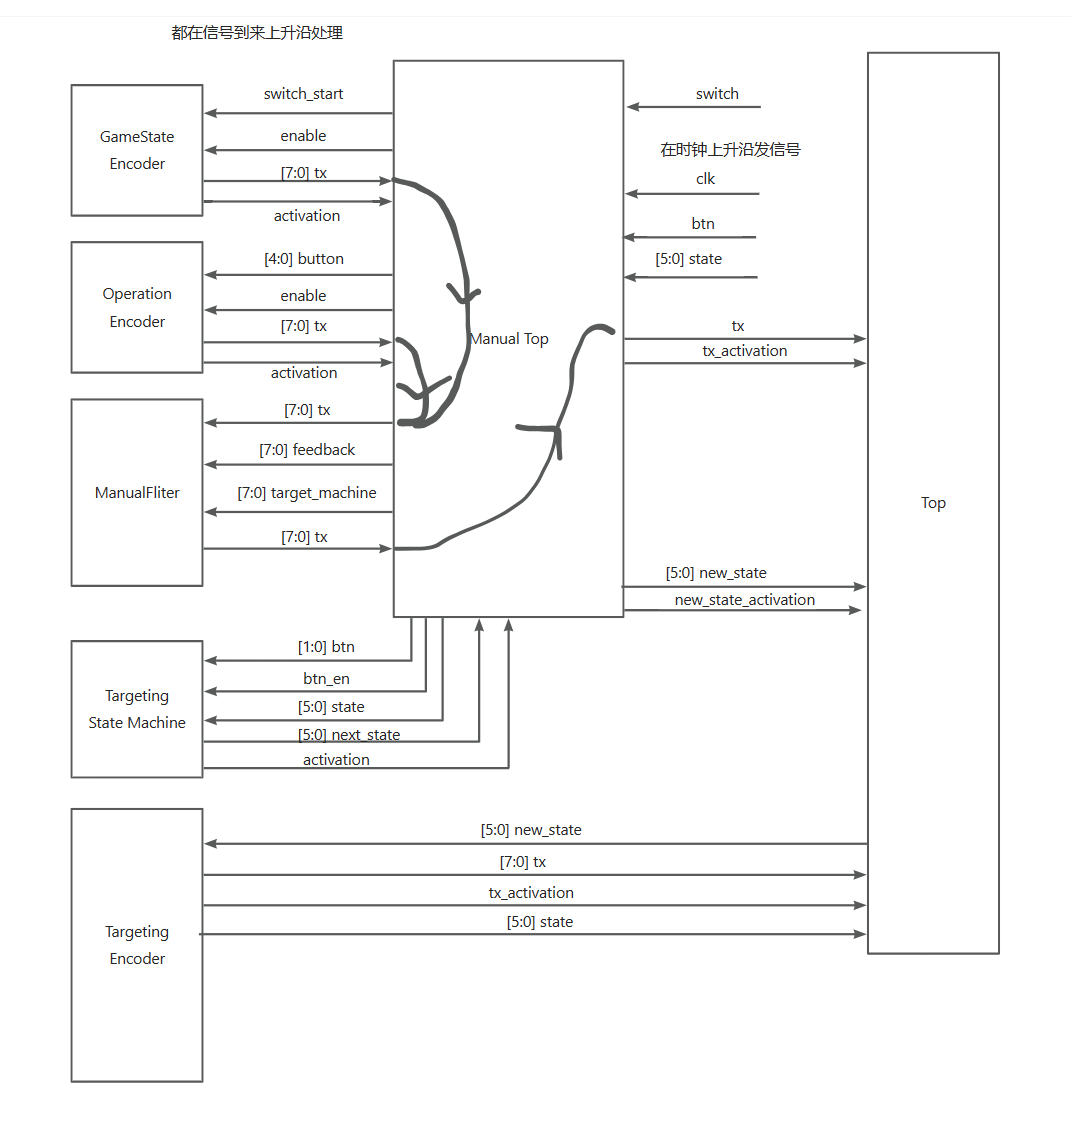 都在信号到来上升沿处理
GameState
Encoder
switch_start
enable
[7:0] tx
activation
Operation
Encoder
[4:0] button
enable
[7:0] tx
activation
ManualFliter
[7:0] tx
[7:0] feedback
[7:0] target_machine
[7:0] tx
Manual Top
switch
在时钟上升沿发信号
clk
btn
[5:0] state
tx
tx_activation
[5:0] new_state
new_state_activation
Top
Targeting
State Machine
[1:0] btn
btn_en
[5:0] state
[5:0] next_state
activation
Targeting
Encoder
[5:0] new_state
[7:0] tx
tx_activation
[5:0] state